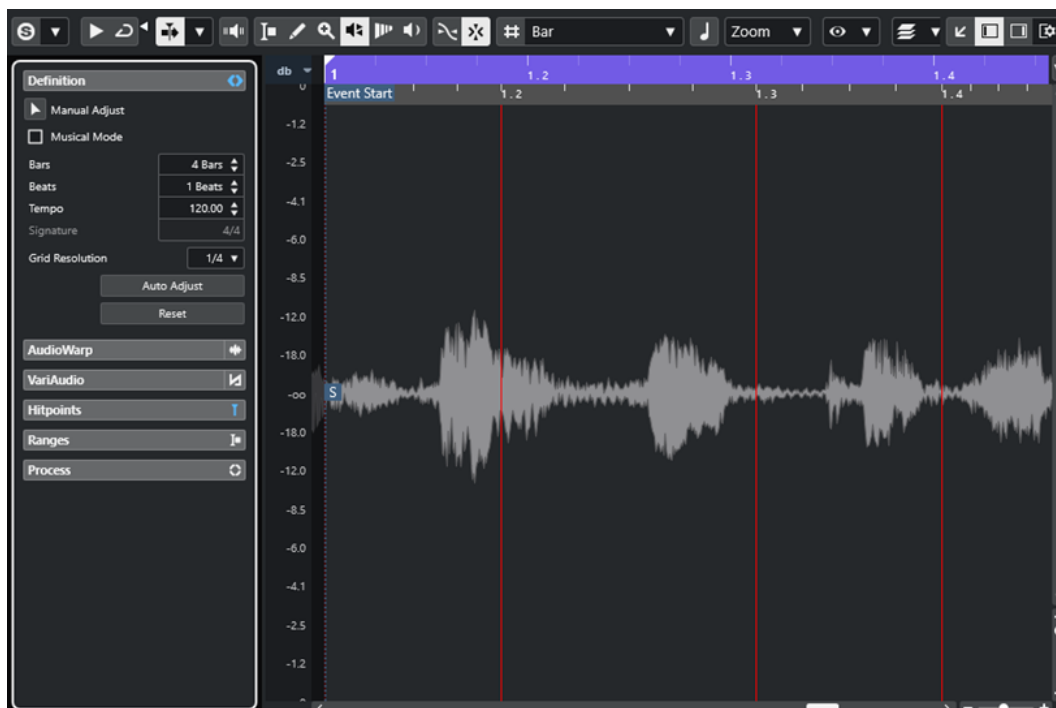 S
Bar
Zoom
Definition
Manual Adjust
Musical Mode
Bars 4 Bars
Beats 1 Beats
Tempo 120.00
Signature 4/4
Grid Resolution 1/4
Auto Adjust
Reset
AudioWarp
VariAudio
Hitpoints
Ranges
Process
db 1 1.2 1.3 1.4
Event Start 1.2 1.3 1.4
-1.2
-2.5
-4.1
-6.0
-8.5
-12.0
-18.0
-oo S
-18.0
-12.0
-8.5
-6.0
-4.1
-2.5
-1.2